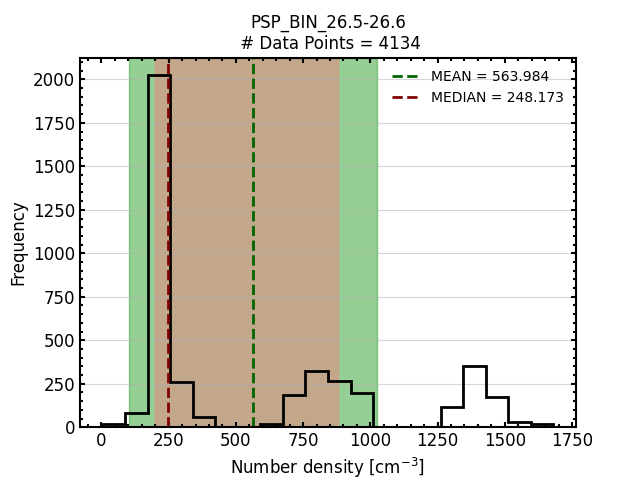 PSP_BIN_26.5-26.6
# Data Points = 4134
MEAN = 563.984
MEDIAN = 248.173
2000
1750
1500
1250
1000
750
500
250
0
Frequency
0 250 500 750 1000 1250 1500 1750
Number density [cm⁻³]